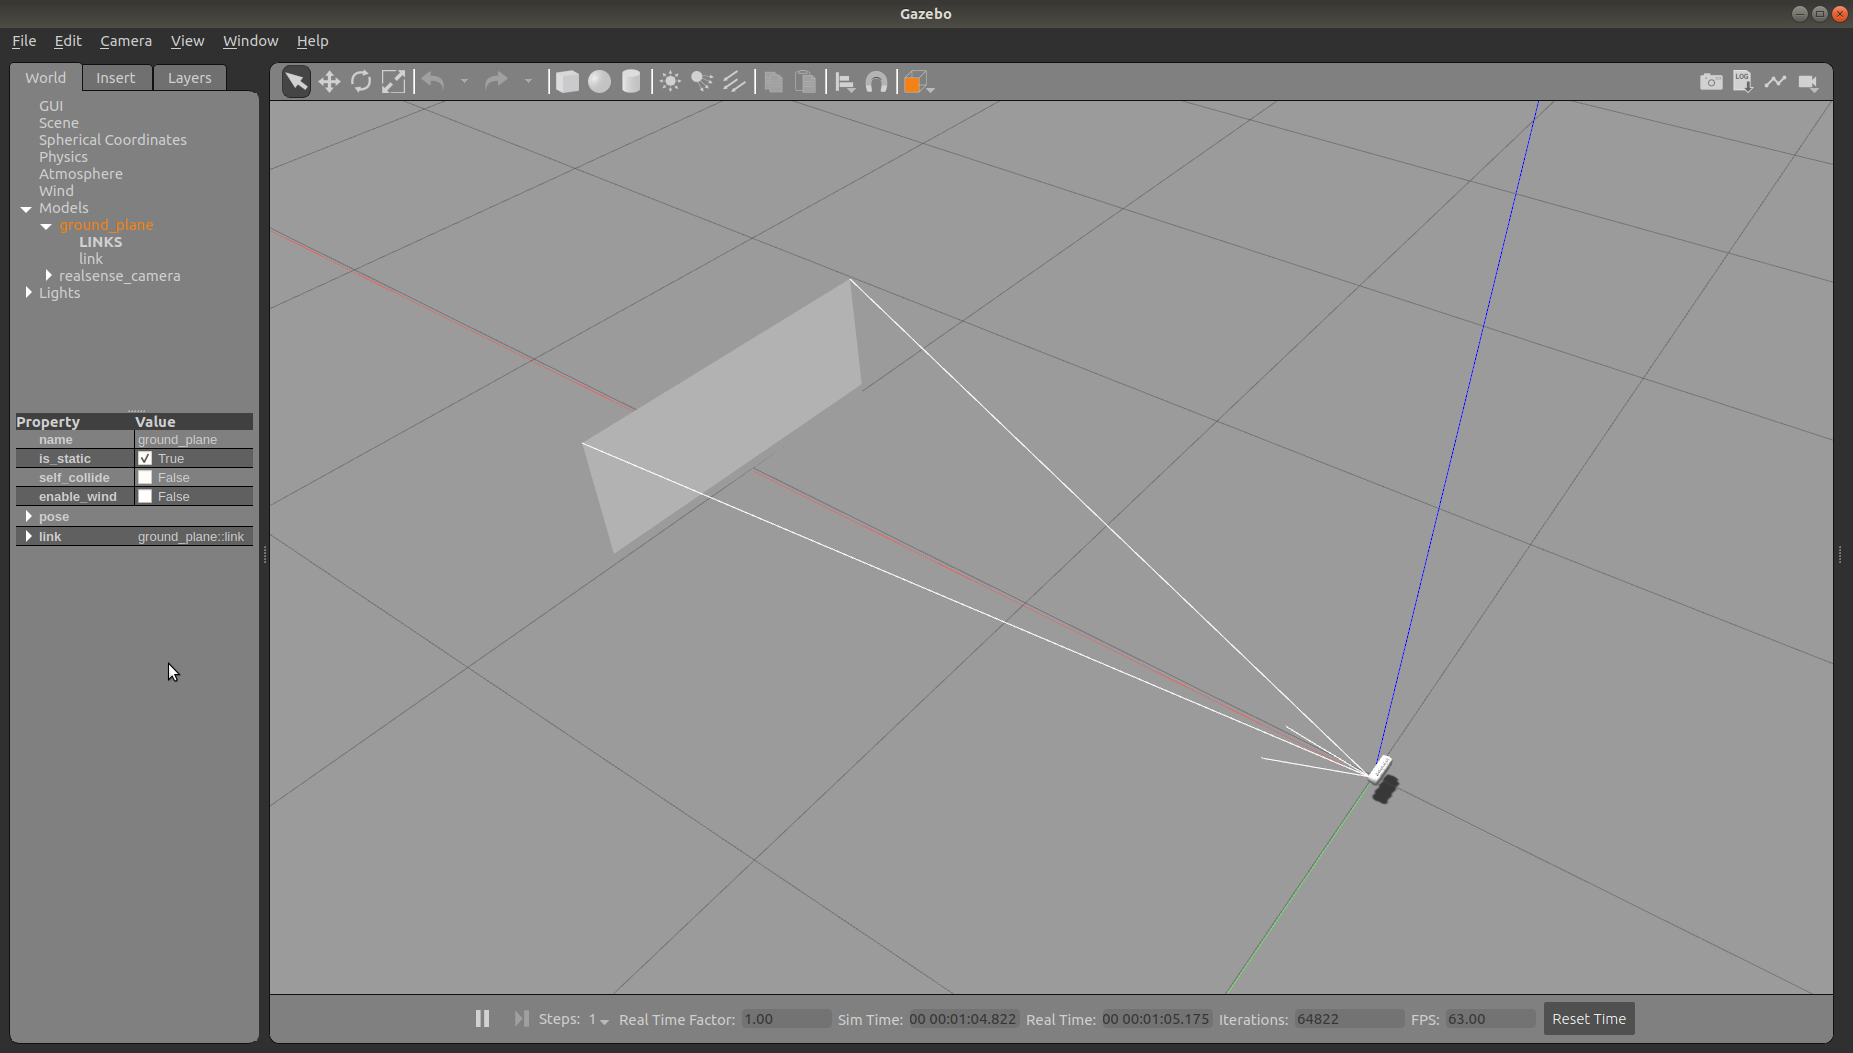 Gazebo
File Edit Camera View Window Help
World Insert Layers
GUI
Scene
Spherical Coordinates
Physics
Atmosphere
Wind
Models
ground_plane
LINKS
link
realsense_camera
Lights
Property Value
name ground_plane
is_static True
self_collide False
enable_wind False
pose
link ground_plane::link
LOG
Steps: 1 Real Time Factor: 1.00 Sim Time: 00 00:01:04.822 Real Time: 00 00:01:05.175 Iterations: 64822 FPS: 63.00 Reset Time